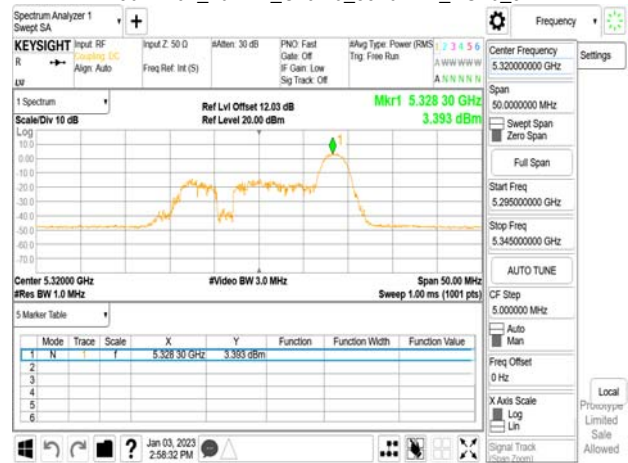 Spectrum Analyzer 1
Swept SA
Frequency
KEYSIGHT
R
Input: RF
Coupling: DC
Align: Auto
Input Z: 50 Ω
Freq Ref: Int (S)
#Atten: 30 dB
PNO: Fast
Gate: Off
IF Gain: Low
Sig Track: Off
#Avg Type: Power (RMS
Trig: Free Run
1 2 3 4 5 6
A W W W W W
A N N N N N
1 Spectrum
Scale/Div 10 dB
Ref Lvl Offset 12.03 dB
Ref Level 20.00 dBm
Mkr1 5.328 30 GHz
3.393 dBm
Log
10.0
0.00
-10.0
-20.0
-30.0
-40.0
-50.0
-60.0
-70.0
1
Center 5.32000 GHz
#Res BW 1.0 MHz
#Video BW 3.0 MHz
Span 50.00 MHz
Sweep 1.00 ms (1001 pts)
5 Marker Table
Mode Trace Scale X Y Function Function Width Function Value
1 N 1 f 5.328 30 GHz 3.393 dBm
2
3
4
5
6
Jan 03, 2023
2:58:32 PM
Center Frequency
5.320000000 GHz
Settings
Span
50.0000000 MHz
Swept Span
Zero Span
Full Span
Start Freq
5.295000000 GHz
Stop Freq
5.345000000 GHz
AUTO TUNE
CF Step
5.000000 MHz
Auto
Man
Freq Offset
0 Hz
X Axis Scale
Log
Lin
Signal Track
(Span Zoom)
Local
Prototype
Limited
Sale
Allowed